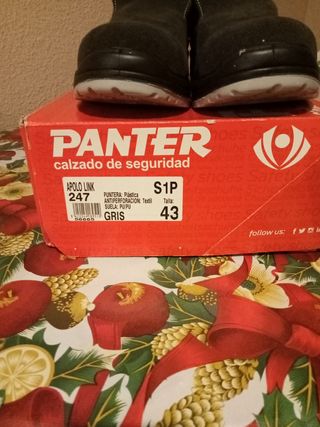 PANTER
calzado de seguridad
APOLO LINK
247
S1P
PUNTERA: Plástica
ANTIPERFORACION: Textil
Talla:
SUELA: PU/PU
GRIS
43
follow us: